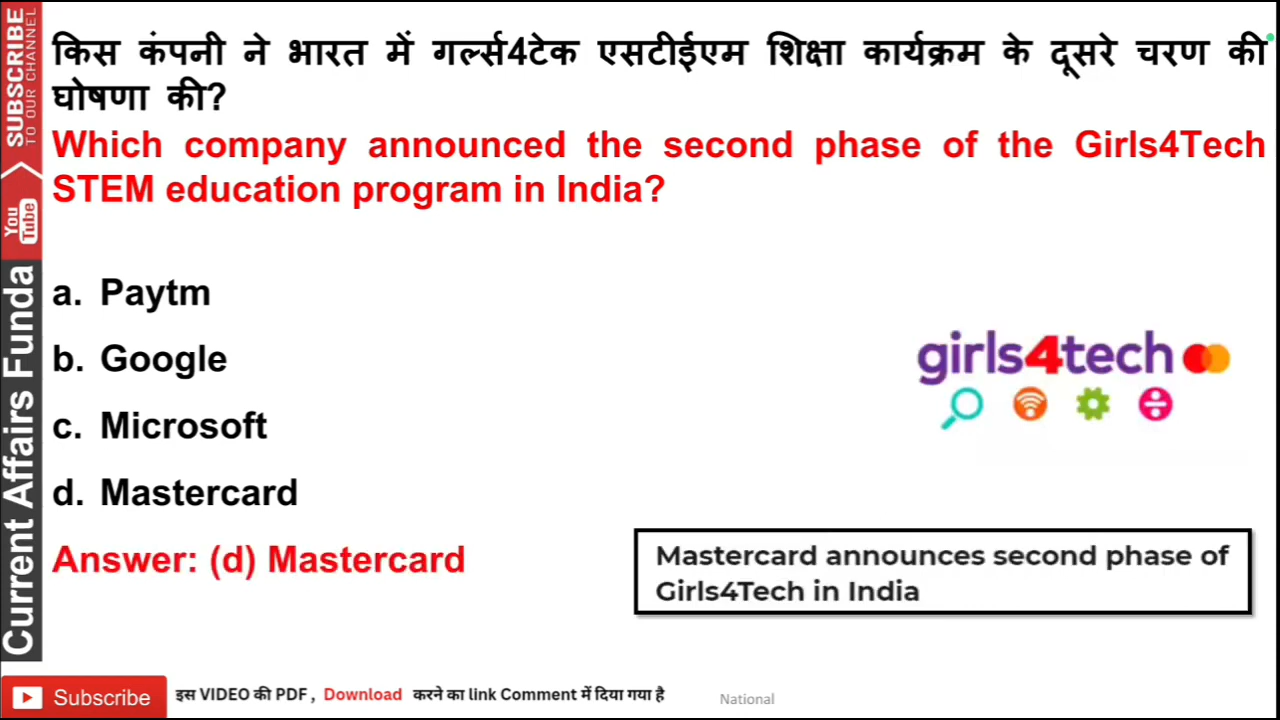 SUBSCRIBE
TO OUR CHANNEL
You
Tube
Current Affairs Funda
किस कंपनी ने भारत में गर्ल्स4टेक एसटीईएम शिक्षा कार्यक्रम के दूसरे चरण की
घोषणा की?
Which company announced the second phase of the Girls4Tech
STEM education program in India?
a. Paytm
b. Google
c. Microsoft
d. Mastercard
Answer: (d) Mastercard
girls4tech
Mastercard announces second phase of
Girls4Tech in India
Subscribe
इस VIDEO की PDF , Download करने का link Comment में दिया गया है
National